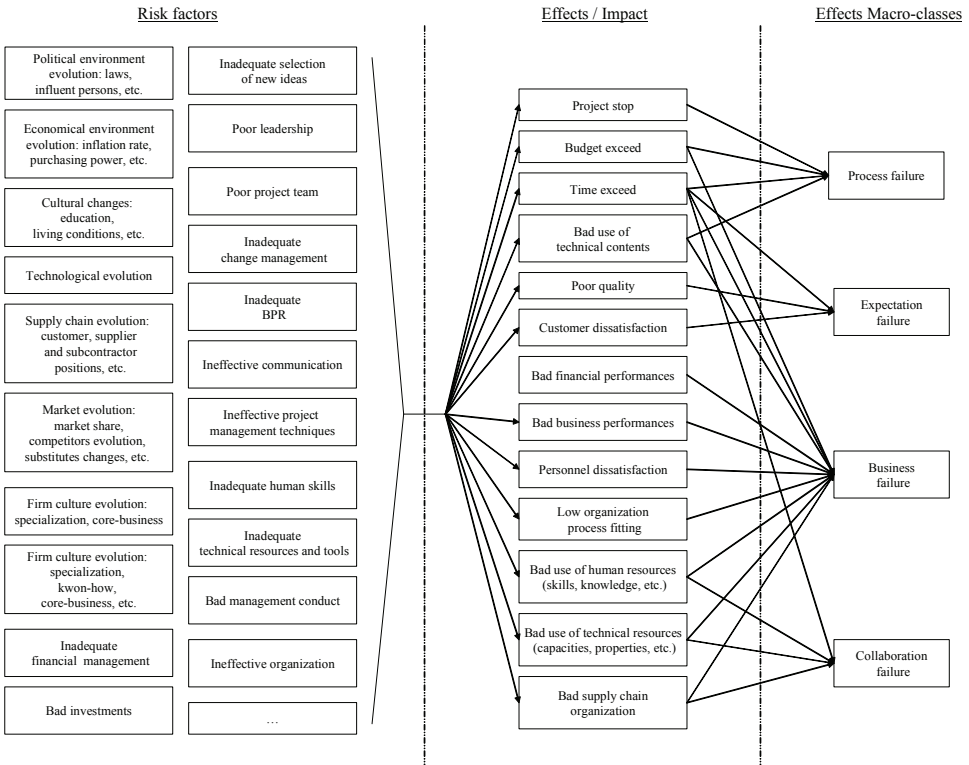 Risk factors
Effects / Impact
Effects Macro-classes
Political environment
evolution: laws,
influent persons, etc.
Economical environment
evolution: inflation rate,
purchasing power, etc.
Cultural changes:
education,
living conditions, etc.
Technological evolution
Supply chain evolution:
customer, supplier
and subcontractor
positions, etc.
Market evolution:
market share,
competitors evolution,
substitutes changes, etc.
Firm culture evolution:
specialization, core-business
Firm culture evolution:
specialization,
kwon-how,
core-business, etc.
Inadequate
financial management
Bad investments
Inadequate selection
of new ideas
Poor leadership
Poor project team
Inadequate
change management
Inadequate
BPR
Ineffective communication
Ineffective project
management techniques
Inadequate human skills
Inadequate
technical resources and tools
Bad management conduct
Ineffective organization
…
Project stop
Budget exceed
Time exceed
Bad use of
technical contents
Poor quality
Customer dissatisfaction
Bad financial performances
Bad business performances
Personnel dissatisfaction
Low organization
process fitting
Bad use of human resources
(skills, knowledge, etc.)
Bad use of technical resources
(capacities, properties, etc.)
Bad supply chain
organization
Process failure
Expectation
failure
Business
failure
Collaboration
failure